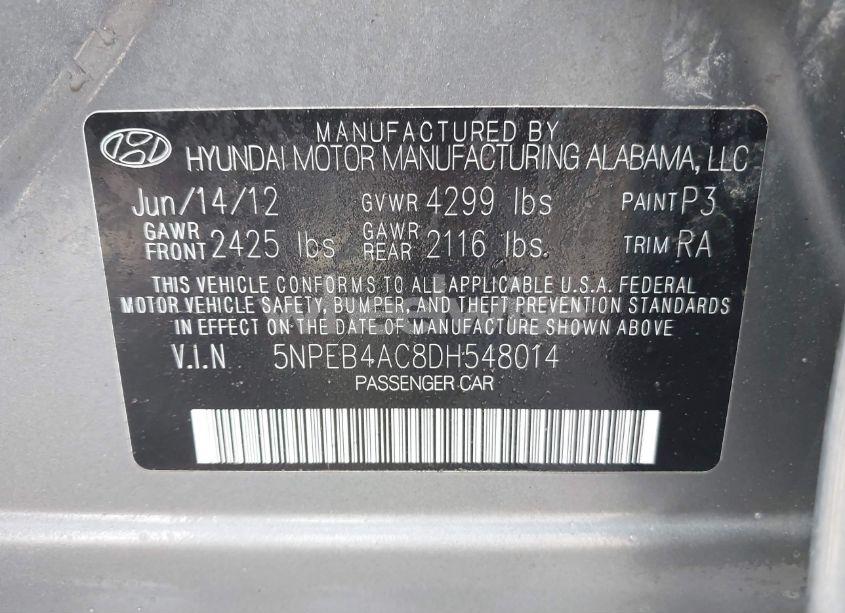 MANUFACTURED BY
HYUNDAI MOTOR MANUFACTURING ALABAMA, LLC
Jun/14/12 GVWR 4299 lbs PAINT P3
GAWR FRONT 2425 lbs GAWR REAR 2116 lbs. TRIM RA
THIS VEHICLE CONFORMS TO ALL APPLICABLE U.S.A. FEDERAL
MOTOR VEHICLE SAFETY, BUMPER, AND THEFT PREVENTION STANDARDS
IN EFFECT ON THE DATE OF MANUFACTURE SHOWN ABOVE
V.I.N 5NPEB4AC8DH548014
PASSENGER CAR